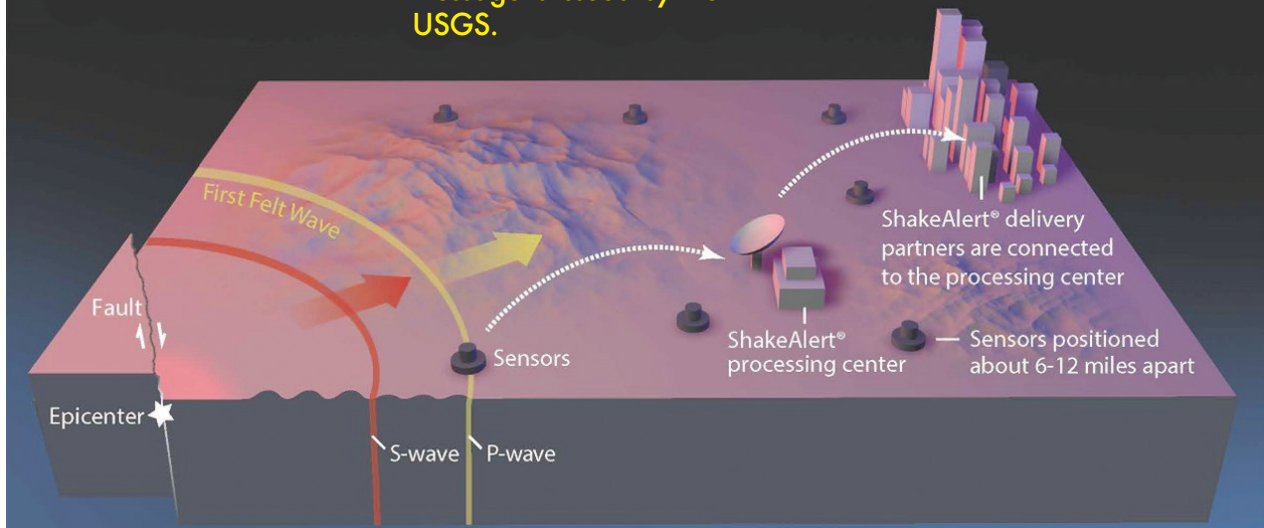 USGS.
First Felt Wave
ShakeAlert® delivery
partners are connected
to the processing center
Fault
Sensors
ShakeAlert®
processing center
Sensors positioned
about 6-12 miles apart
Epicenter
S-wave
P-wave